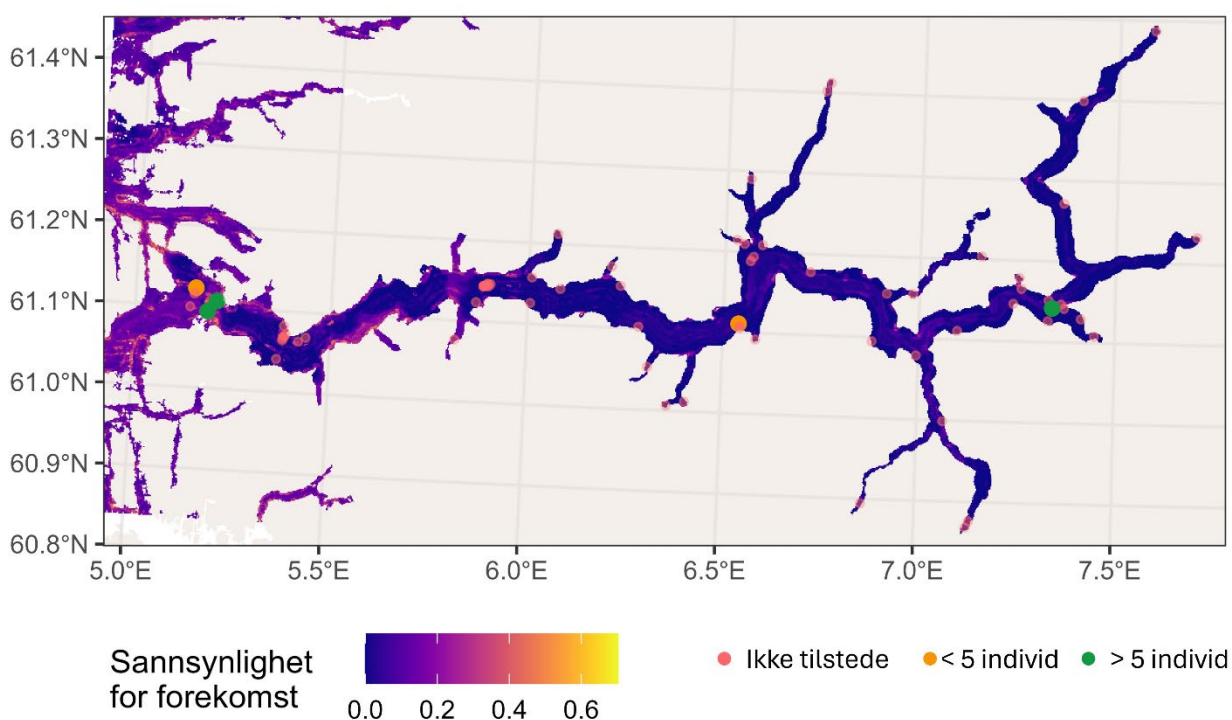 61.4°N
61.3°N
61.2°N
61.1°N
61.0°N
60.9°N
60.8°N
5.0°E 5.5°E 6.0°E 6.5°E 7.0°E 7.5°E
Sannsynlighet
for forekomst
0.0 0.2 0.4 0.6
Ikke tilstede < 5 individ > 5 individ